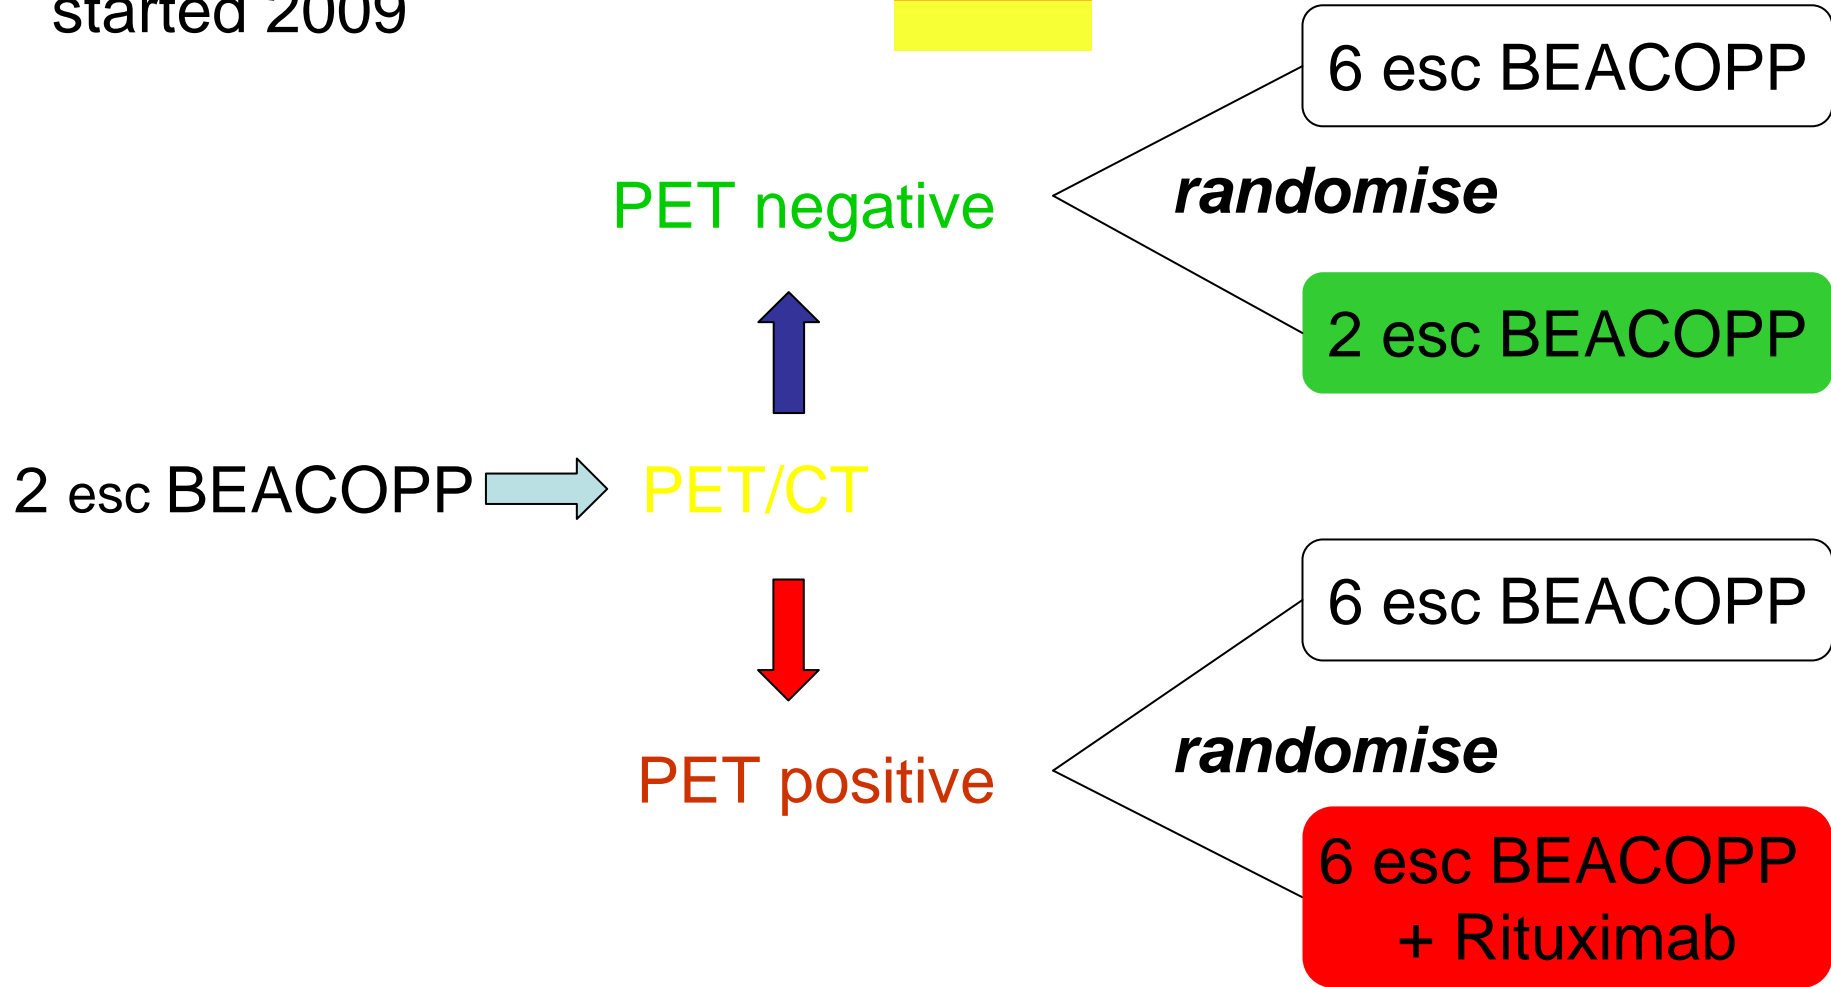 started 2009
6 esc BEACOPP
randomise
PET negative
2 esc BEACOPP
2 esc BEACOPP
PET/CT
6 esc BEACOPP
randomise
PET positive
6 esc BEACOPP
+ Rituximab